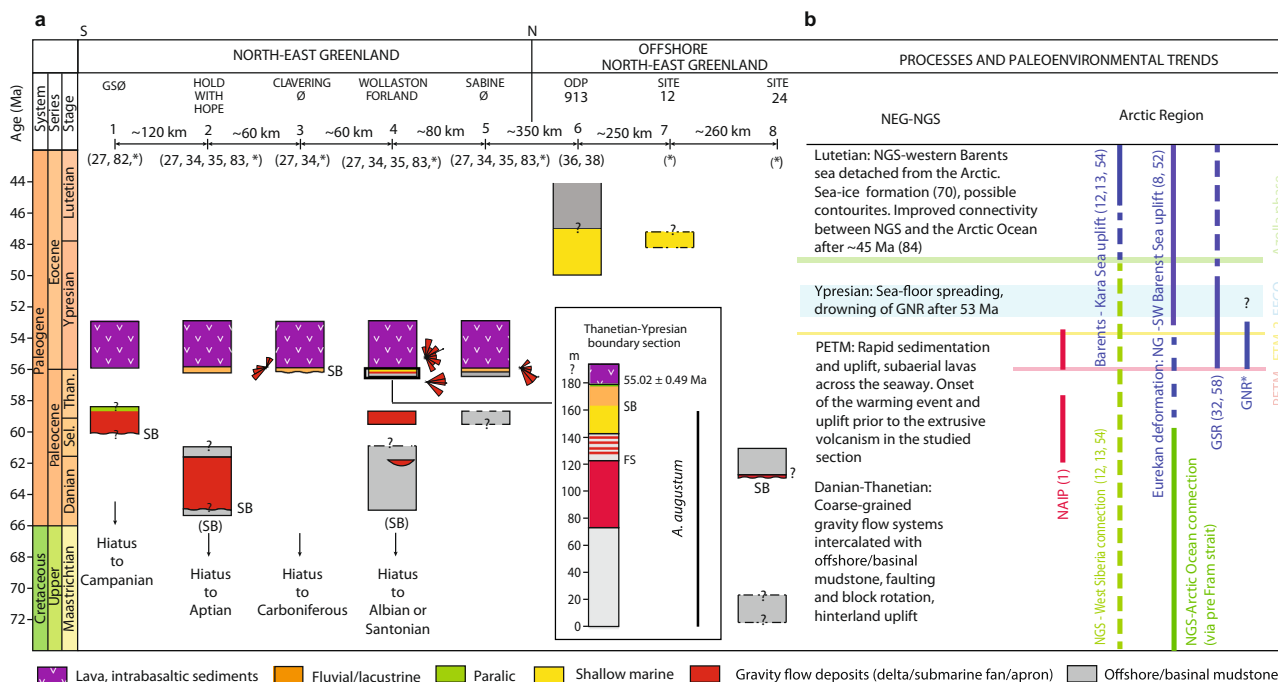 a
b
S
N
NORTH-EAST GREENLAND
OFFSHORE
NORTH-EAST GREENLAND
PROCESSES AND PALEOENVIRONMENTAL TRENDS
Age (Ma)
System
Series
Stage
GSØ
HOLD
WITH
HOPE
CLAVERING
Ø
WOLLASTON
FORLAND
SABINE
Ø
ODP
913
SITE
12
SITE
24
NEG-NGS
Arctic Region
1 ~120 km 2 ~60 km 3 ~60 km 4 ~80 km 5 ~350 km 6 ~250 km 7 ~260 km 8
(27, 82,*) (27, 34, 35, 83, *) (27, 34,*) (27, 34, 35, 83,*) (27, 34, 35, 83,*) (36, 38) (*) (*)
44
46
48
50
52
54
56
58
60
62
64
66
68
70
72
Paleogene
Cretaceous
Eocene
Paleocene
Upper
Lutetian
Ypresian
Than.
Sel.
Danian
Maastrichtian
?
?
SB
?
?
SB
?
?
SB
(SB)
?
(SB)
?
?
?
?
?
SB
?
?
Hiatus
to
Campanian
Hiatus
to
Aptian
Hiatus
to
Carboniferous
Hiatus
to
Albian or
Santonian
Thanetian-Ypresian
boundary section
m
?
180
160
140
120
100
80
60
40
20
0
55.02 ± 0.49 Ma
SB
FS
A. augustum
Lutetian: NGS-western Barents
sea detached from the Arctic.
Sea-ice formation (70), possible
contourites. Improved connectivity
between NGS and the Arctic Ocean
after ~45 Ma (84)
Ypresian: Sea-floor spreading,
drowning of GNR after 53 Ma
PETM: Rapid sedimentation
and uplift, subaerial lavas
across the seaway. Onset
of the warming event and
uplift prior to the extrusive
volcanism in the studied
section
Danian-Thanetian:
Coarse-grained
gravity flow systems
intercalated with
offshore/basinal
mudstone, faulting
and block rotation,
hinterland uplift
NAIP (1)
Barents - Kara Sea uplift (12,13, 54)
NGS - West Siberia connection (12, 13, 54)
Eurekan deformation: NG -SW Barenst Sea uplift (8, 52)
NGS-Arctic Ocean connection
(via pre Fram strait)
GSR (32, 58)
?
GNR*
Azolla phase
Lava, intrabasaltic sediments
Fluvial/lacustrine
Paralic
Shallow marine
Gravity flow deposits (delta/submarine fan/apron)
Offshore/basinal mudstone